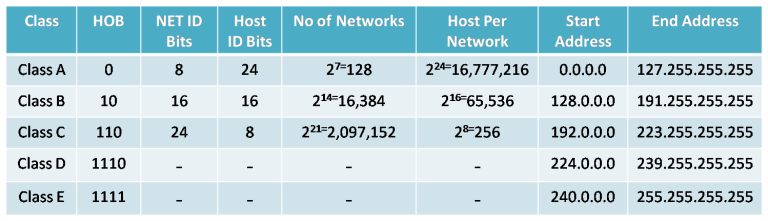 Class HOB NET ID Bits Host ID Bits No of Networks Host Per Network Start Address End Address
Class A 0 8 24 2⁷⁼128 2²⁴⁼16,777,216 0.0.0.0 127.255.255.255
Class B 10 16 16 2¹⁴⁼16,384 2¹⁶⁼65,536 128.0.0.0 191.255.255.255
Class C 110 24 8 2²¹⁼2,097,152 2⁸⁼256 192.0.0.0 223.255.255.255
Class D 1110 - - - - 224.0.0.0 239.255.255.255
Class E 1111 - - - - 240.0.0.0 255.255.255.255